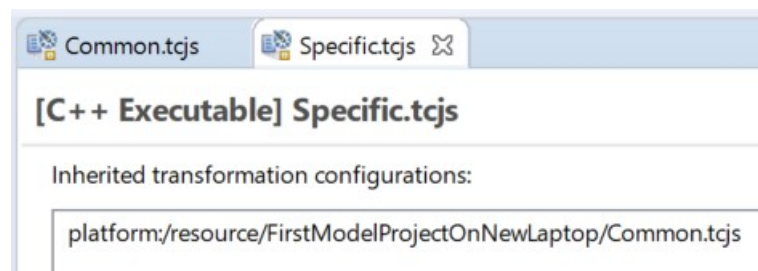 Common.tcjs Specific.tcjs
[C++ Executable] Specific.tcjs
Inherited transformation configurations:
platform:/resource/FirstModelProjectOnNewLaptop/Common.tcjs